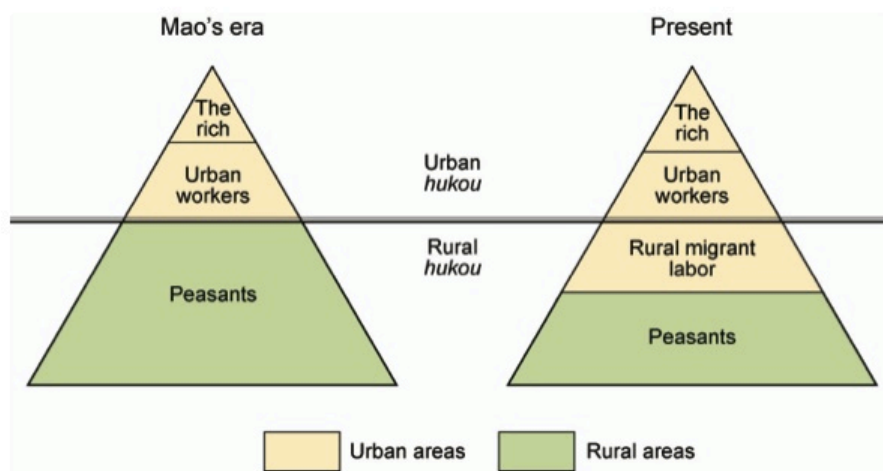 Mao's era
Present
The
rich
Urban
workers
Peasants
Urban
hukou
Rural
hukou
The
rich
Urban
workers
Rural migrant
labor
Peasants
Urban areas
Rural areas